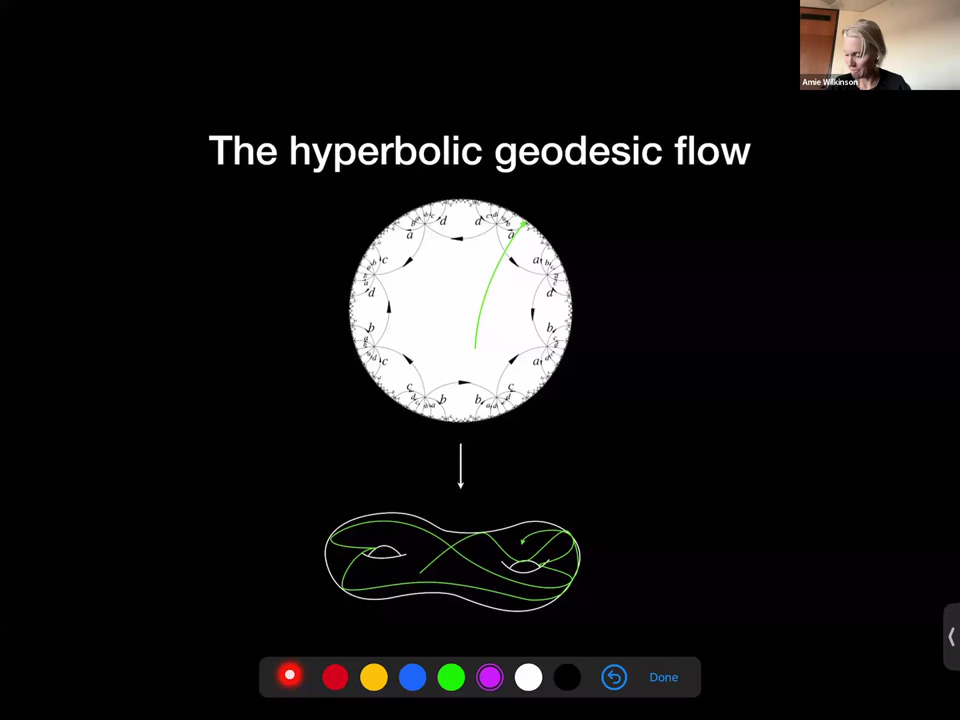 Amie Wilkinson
The hyperbolic geodesic flow
d d
a a
c a
d d
b b
c a
c c
b b
Done